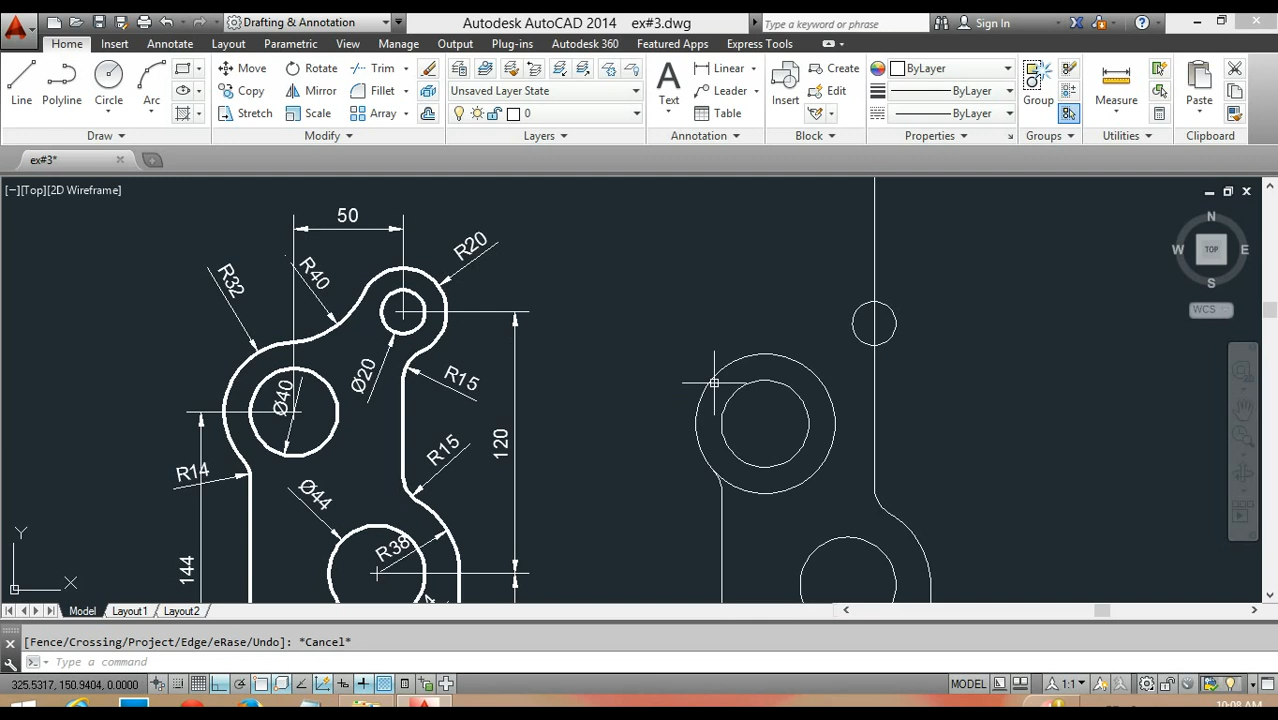 Drafting & Annotation
Autodesk AutoCAD 2014 ex#3.dwg
Type a keyword or phrase
Sign In
Home Insert Annotate Layout Parametric View Manage Output Plug-ins Autodesk 360 Featured Apps Express Tools
Line Polyline Circle Arc
Move Rotate Trim
Copy Mirror Fillet
Stretch Scale Array
Unsaved Layer State
0
Text
Linear
Leader
Table
Insert
Create
Edit
ByLayer
ByLayer
ByLayer
Group
Measure
Paste
Draw Modify Layers Annotation Block Properties Groups Utilities Clipboard
ex#3*
[−][Top][2D Wireframe]
N
W TOP E
S
WCS
50
R20
R32
R40
Ø20
R15
Ø40
R15
120
R14
Ø44
R38
144
Y
X
Model Layout1 Layout2
[Fence/Crossing/Project/Edge/eRase/Undo]: *Cancel*
Type a command
325.5317, 150.9404, 0.0000
MODEL
1:1
10:08 AM